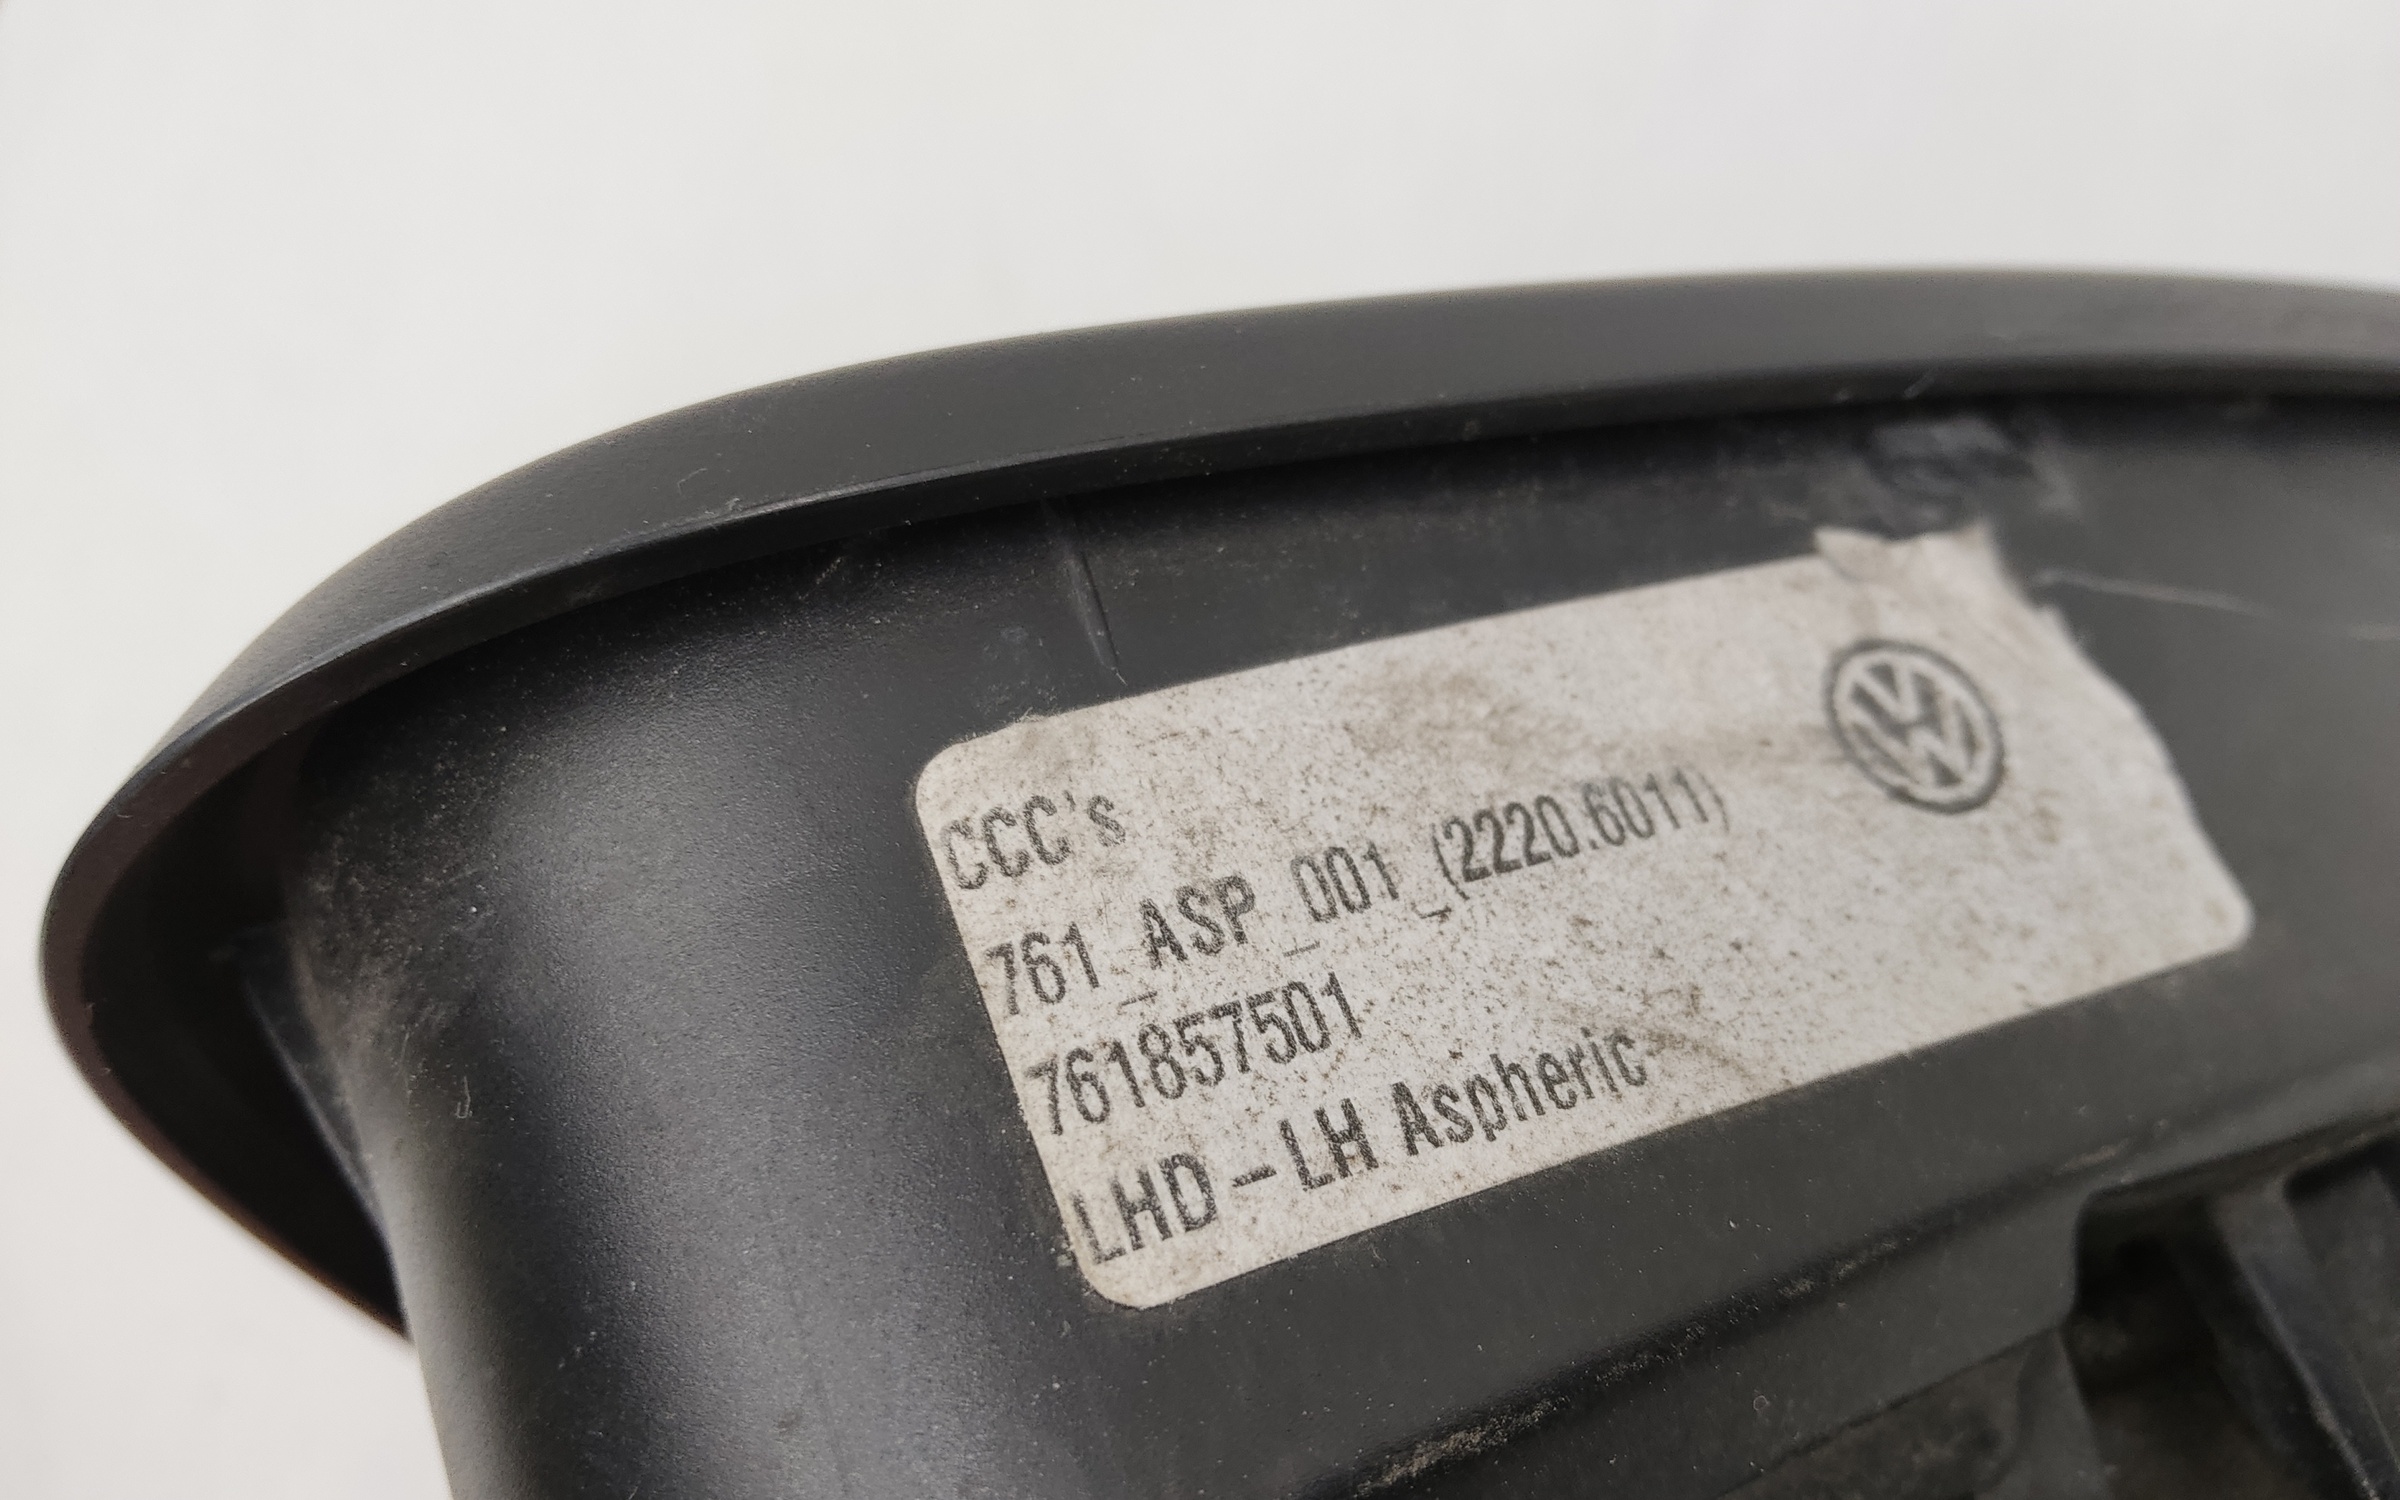 CCC's
761_ASP_001_(2220.6011)
761857501
LHD-LH Aspheric